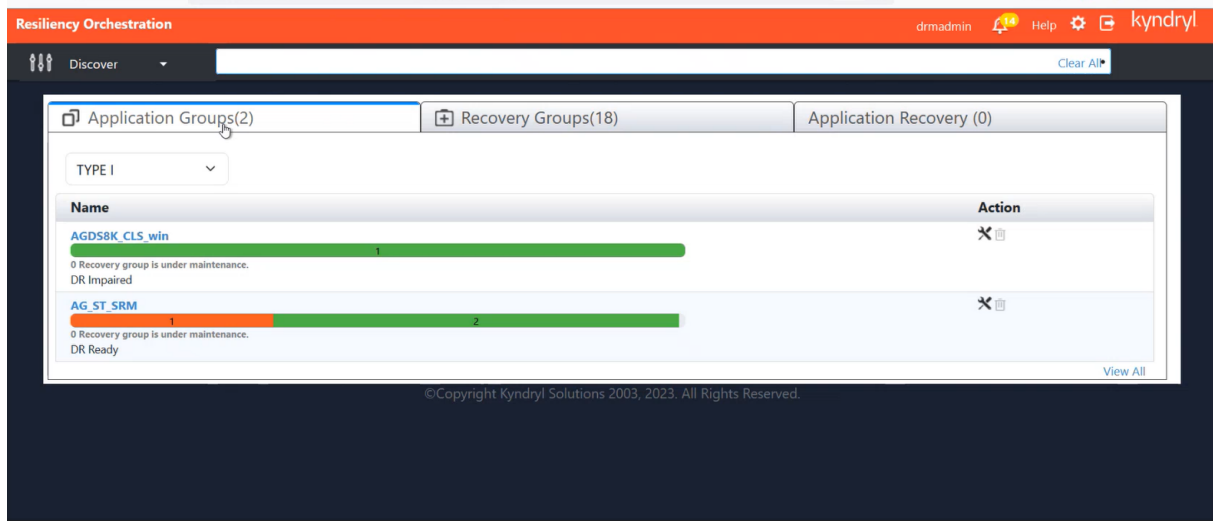 Resiliency Orchestration
drmadmin 14 Help kyndryl
Discover Clear All
Application Groups(2) Recovery Groups(18) Application Recovery (0)
TYPE I
Name Action
AGDS8K_CLS_win
1
0 Recovery group is under maintenance.
DR Impaired
AG_ST_SRM
1 2
0 Recovery group is under maintenance.
DR Ready
View All
©Copyright Kyndryl Solutions 2003, 2023. All Rights Reserved.